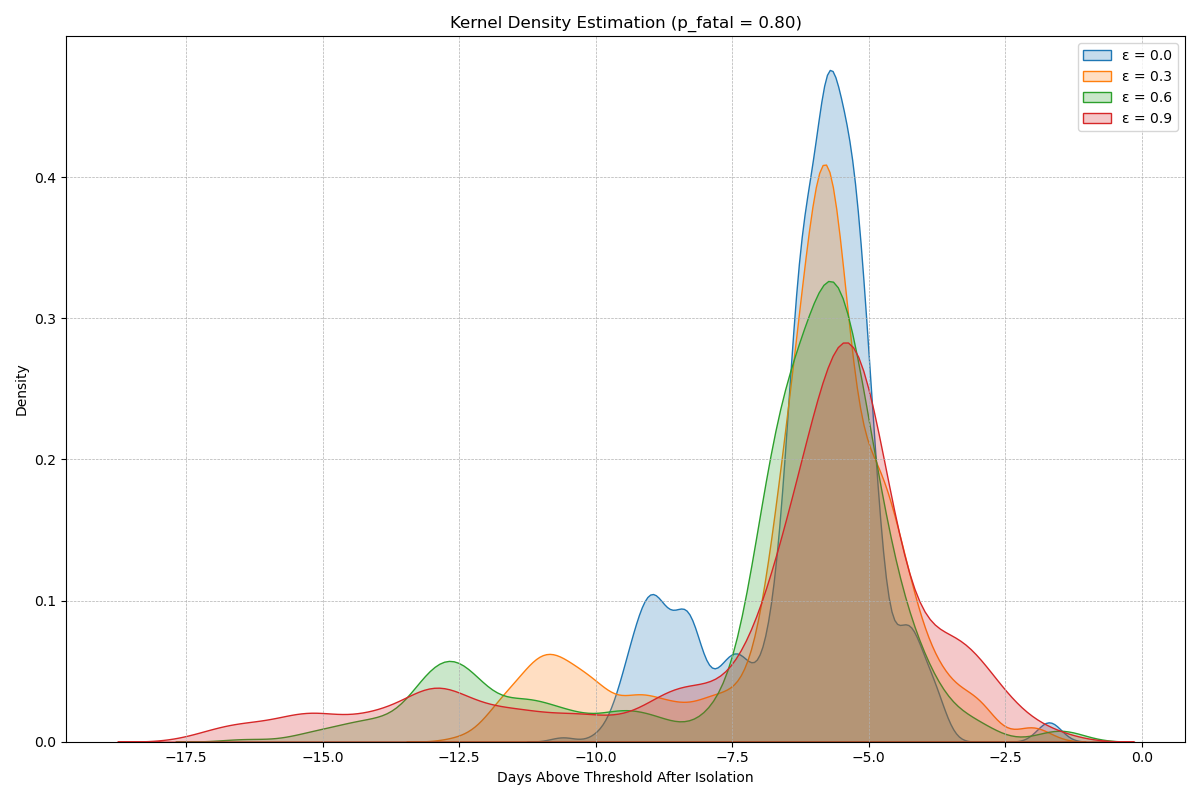 Kernel Density Estimation (p_fatal = 0.80)
ε = 0.0
ε = 0.3
ε = 0.6
ε = 0.9
Density
0.4
0.3
0.2
0.1
0.0
−17.5 −15.0 −12.5 −10.0 −7.5 −5.0 −2.5 0.0
Days Above Threshold After Isolation